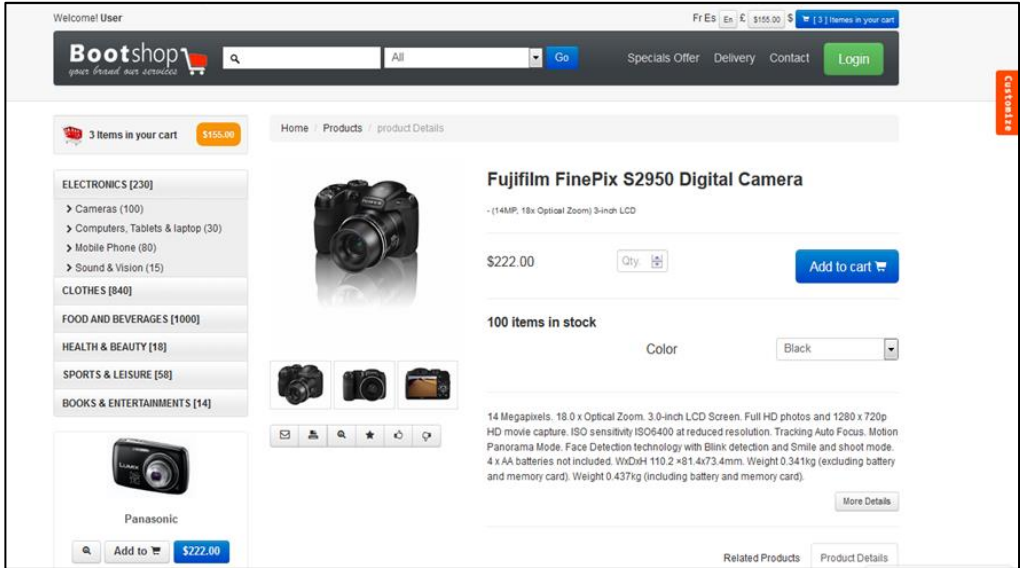 Welcome! User
Fr Es En £ $155.00 $ [ 3 ] Itemes in your cart
Bootshop
your brand our services
All
Go
Specials Offer Delivery Contact Login
Customize
3 Items in your cart $155.00
Home / Products / product Details
ELECTRONICS [230]
Cameras (100)
Computers, Tablets & laptop (30)
Mobile Phone (80)
Sound & Vision (15)
CLOTHES [840]
FOOD AND BEVERAGES [1000]
HEALTH & BEAUTY [18]
SPORTS & LEISURE [58]
BOOKS & ENTERTAINMENTS [14]
LUMIX
Panasonic
Add to $222.00
Fujifilm FinePix S2950 Digital Camera
- (14MP, 18x Optical Zoom) 3-inch LCD
$222.00 Qty. Add to cart
100 items in stock
Color Black
14 Megapixels. 18.0 x Optical Zoom. 3.0-inch LCD Screen. Full HD photos and 1280 x 720p
HD movie capture. ISO sensitivity ISO6400 at reduced resolution. Tracking Auto Focus. Motion
Panorama Mode. Face Detection technology with Blink detection and Smile and shoot mode.
4 x AA batteries not included. WxDxH 110.2 ×81.4x73.4mm. Weight 0.341kg (excluding battery
and memory card). Weight 0.437kg (including battery and memory card).
More Details
Related Products Product Details